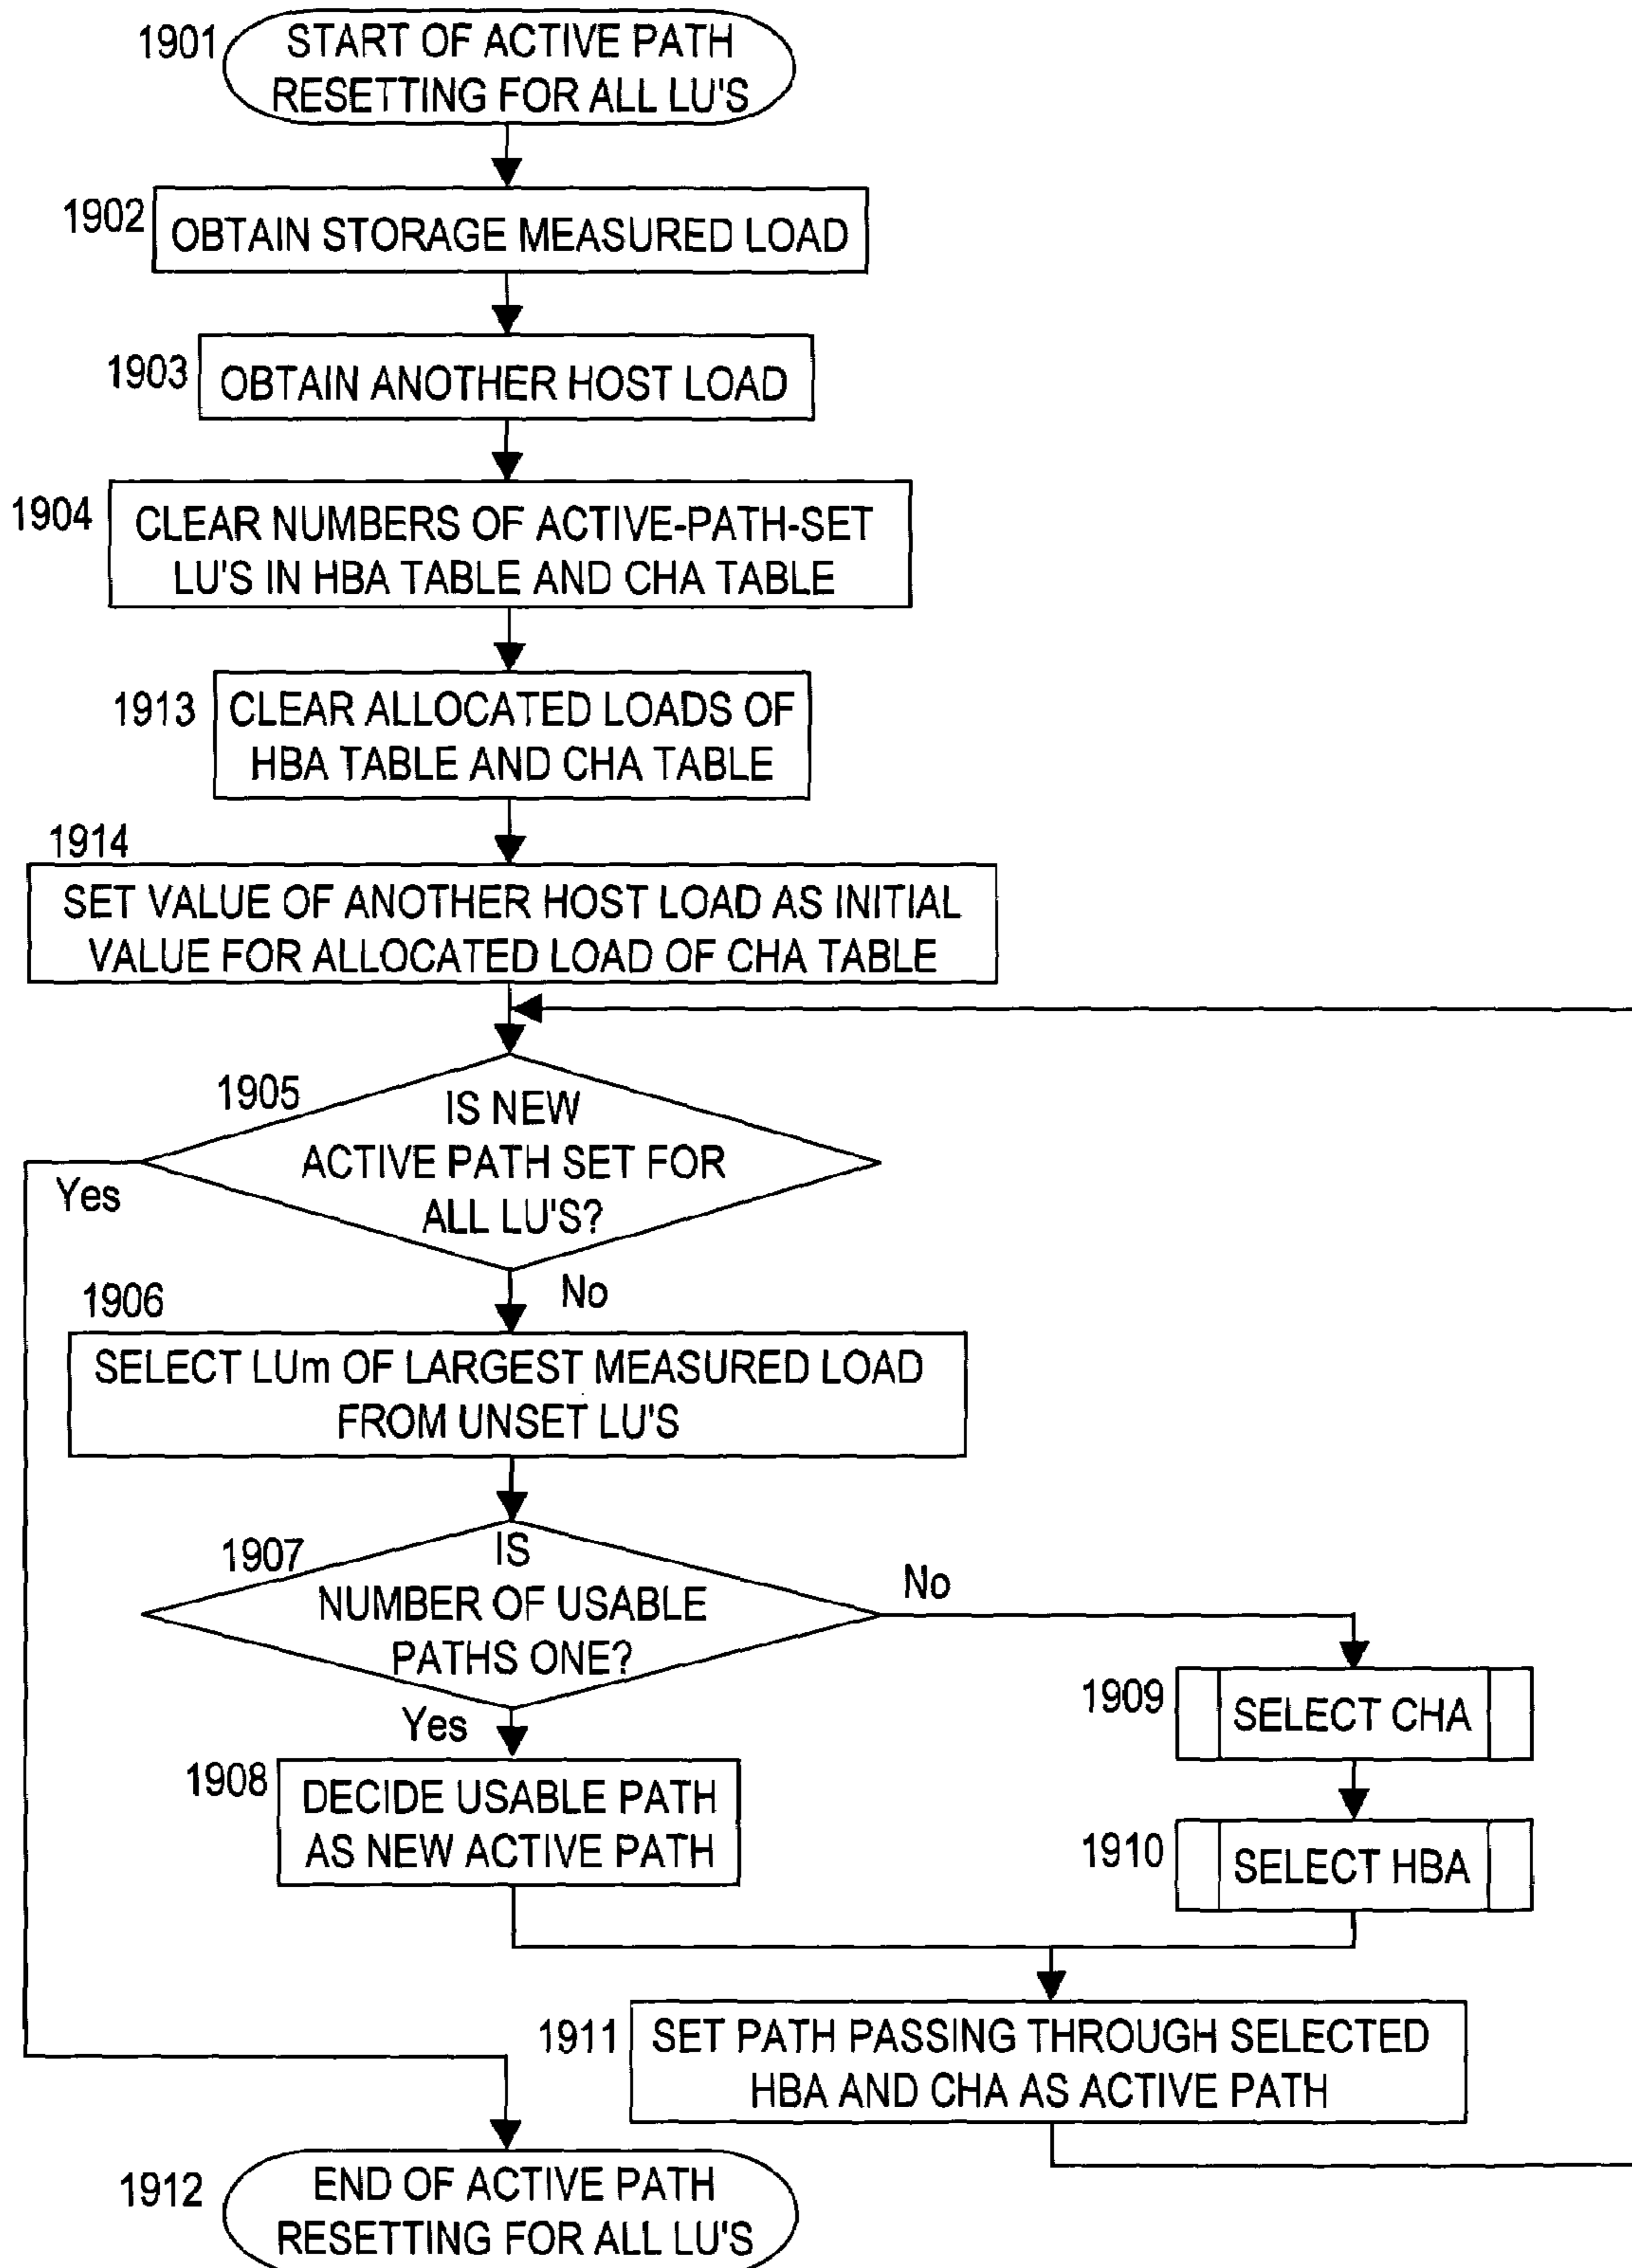 1901
START OF ACTIVE PATH
RESETTING FOR ALL LU'S
1902
OBTAIN STORAGE MEASURED LOAD
1903
OBTAIN ANOTHER HOST LOAD
1904
CLEAR NUMBERS OF ACTIVE-PATH-SET
LU'S IN HBA TABLE AND CHA TABLE
1913
CLEAR ALLOCATED LOADS OF
HBA TABLE AND CHA TABLE
1914
SET VALUE OF ANOTHER HOST LOAD AS INITIAL
VALUE FOR ALLOCATED LOAD OF CHA TABLE
1905
IS NEW
ACTIVE PATH SET FOR
ALL LU'S?
Yes
No
1906
SELECT LUm OF LARGEST MEASURED LOAD
FROM UNSET LU'S
1907
IS
NUMBER OF USABLE
PATHS ONE?
No
Yes
1908
DECIDE USABLE PATH
AS NEW ACTIVE PATH
1909
SELECT CHA
1910
SELECT HBA
1911
SET PATH PASSING THROUGH SELECTED
HBA AND CHA AS ACTIVE PATH
1912
END OF ACTIVE PATH
RESETTING FOR ALL LU'S